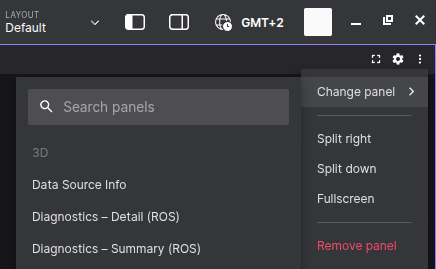 LAYOUT
Default
GMT+2
Change panel
Search panels
3D
Split right
Data Source Info
Split down
Diagnostics – Detail (ROS)
Fullscreen
Diagnostics – Summary (ROS)
Remove panel